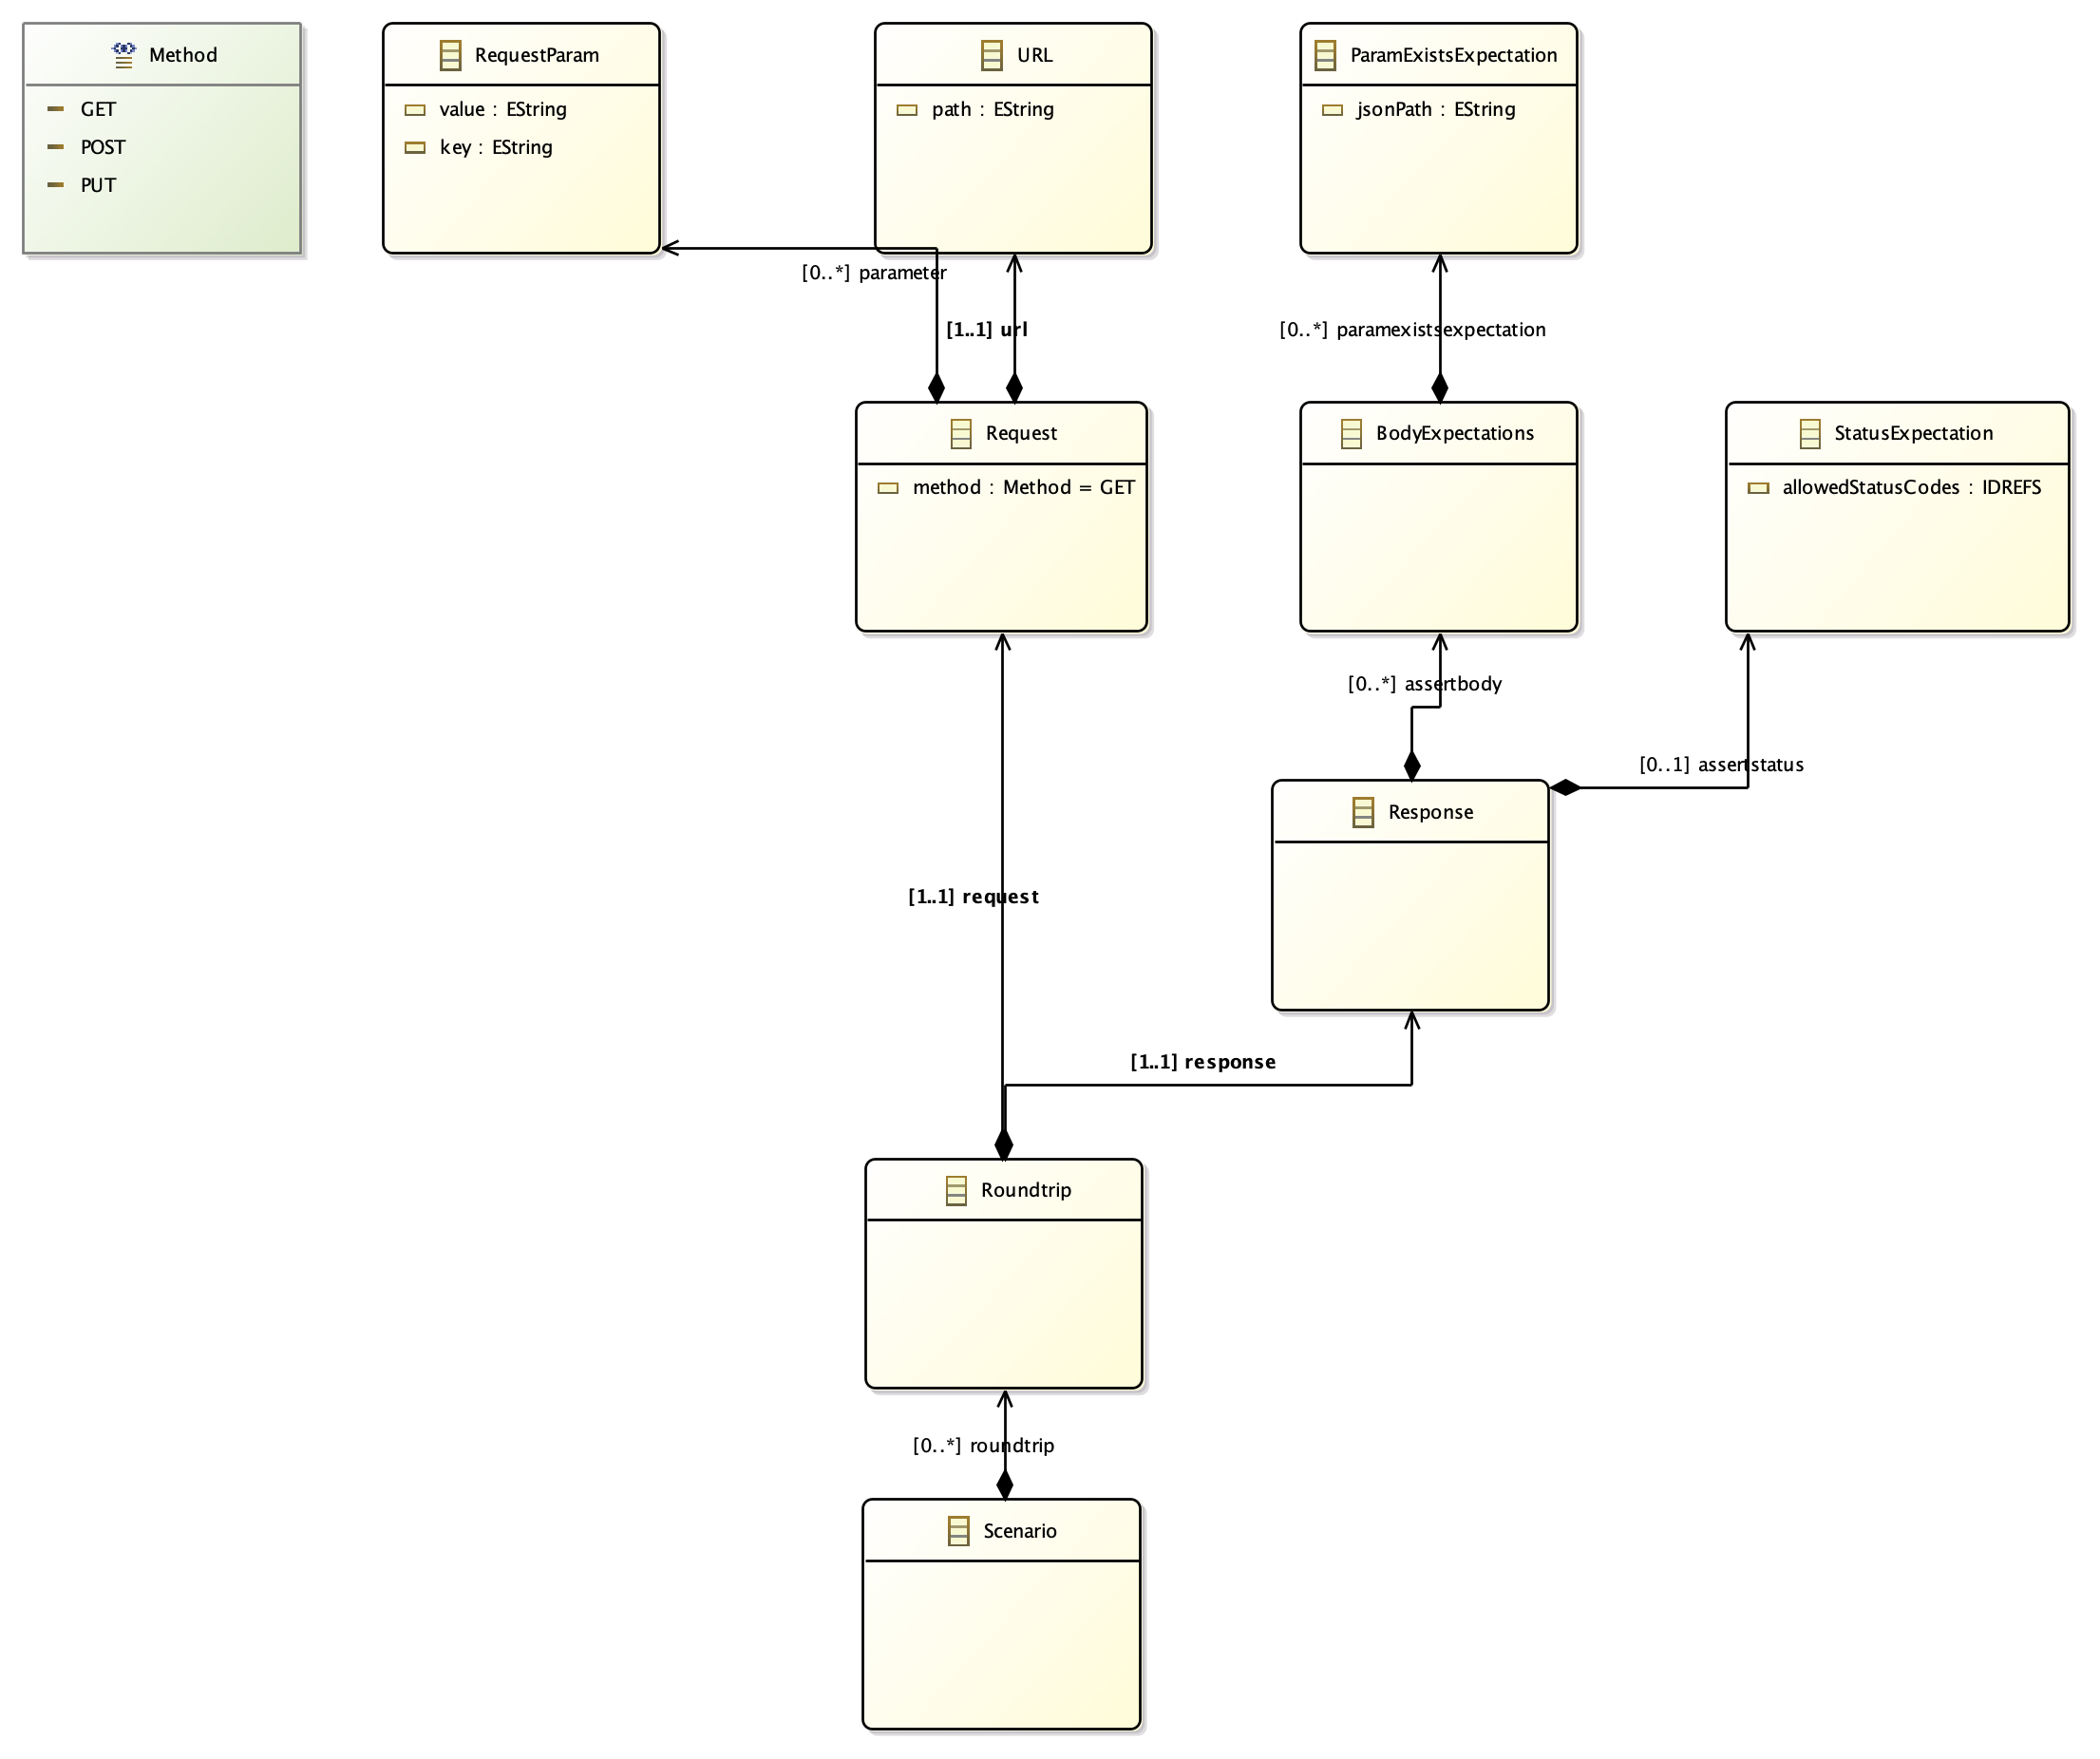 Method
GET
POST
PUT
RequestParam
value : EString
key : EString
URL
path : EString
ParamExistsExpectation
jsonPath : EString
[0..*] parameter
[1..1] url
[0..*] paramexistsexpectation
Request
method : Method = GET
BodyExpectations
StatusExpectation
allowedStatusCodes : IDREFS
[0..*] assertbody
[0..1] assertstatus
Response
[1..1] request
[1..1] response
Roundtrip
[0..*] roundtrip
Scenario